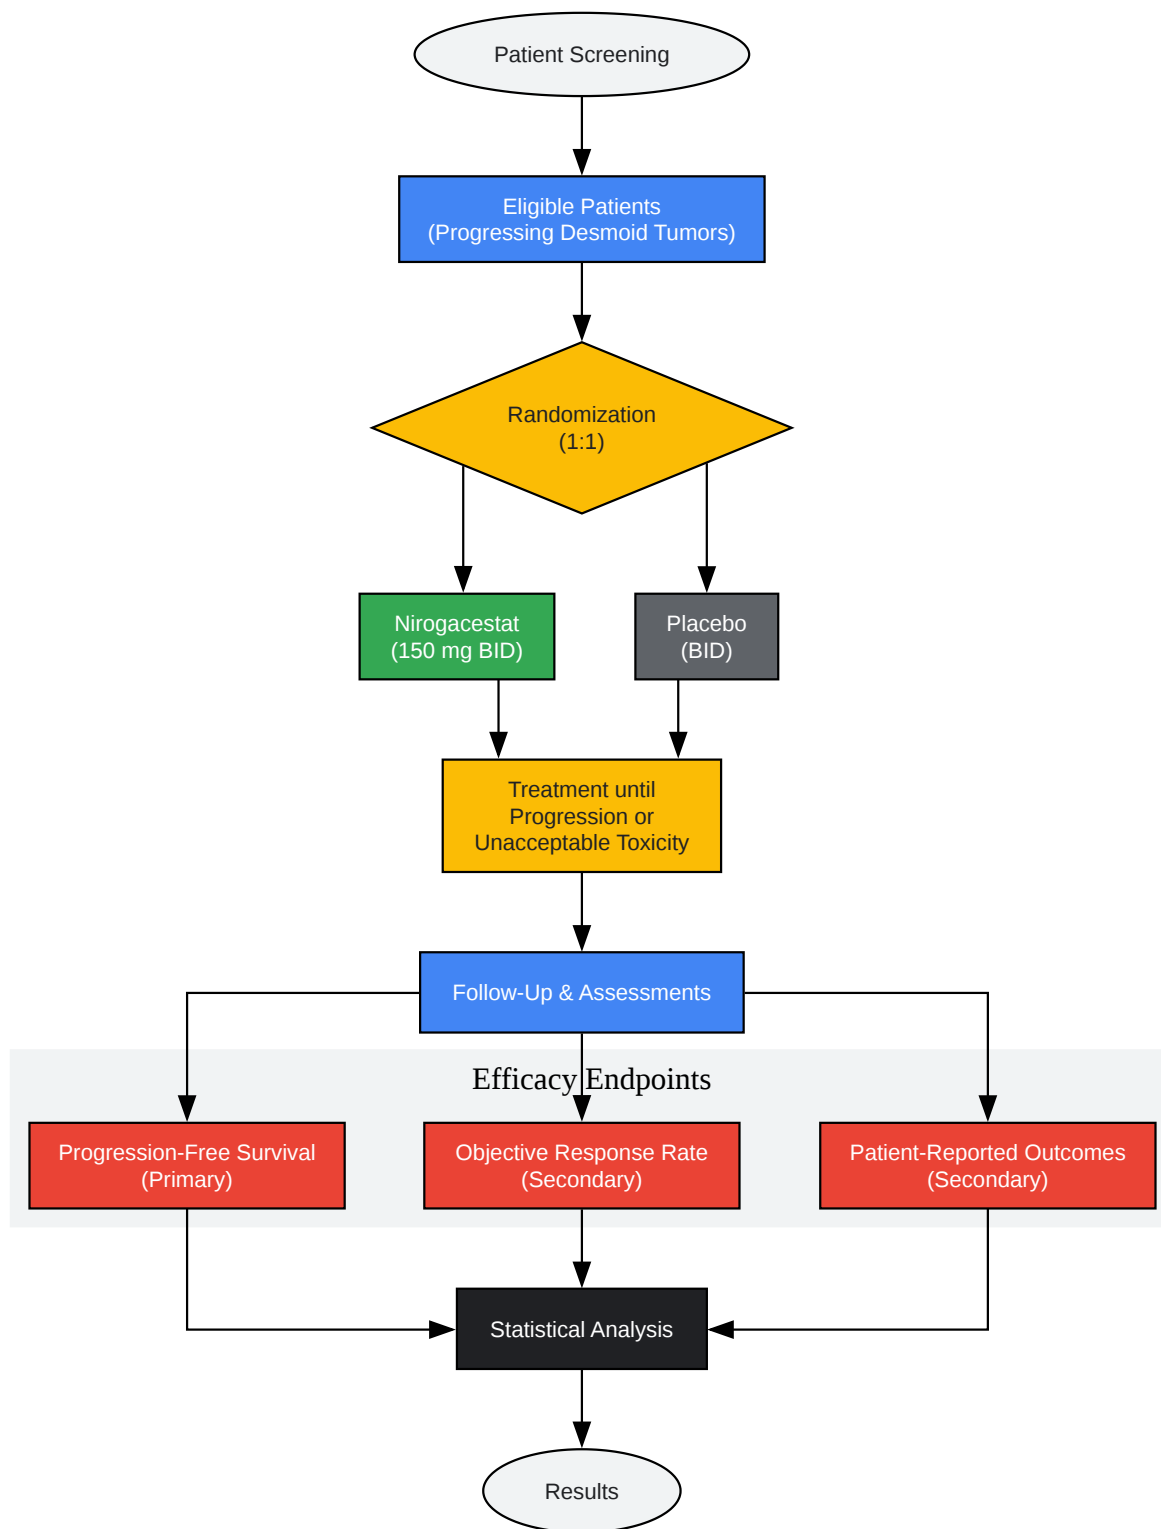 Patient Screening
Eligible Patients
(Progressing Desmoid Tumors)
Randomization
(1:1)
Nirogacestat
(150 mg BID)
Placebo
(BID)
Treatment until
Progression or
Unacceptable Toxicity
Follow-Up & Assessments
Efficacy Endpoints
Progression-Free Survival
(Primary)
Objective Response Rate
(Secondary)
Patient-Reported Outcomes
(Secondary)
Statistical Analysis
Results